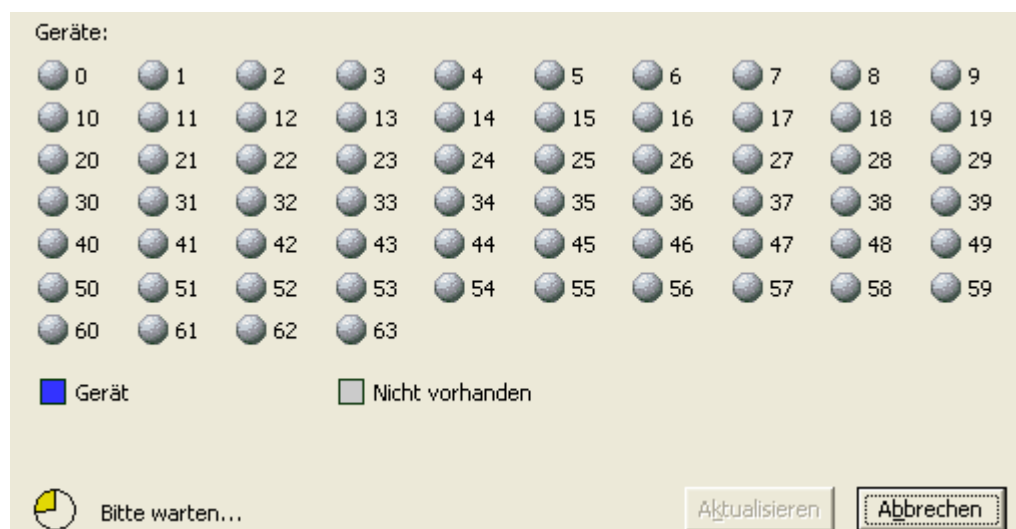 Geräte:
0 1 2 3 4 5 6 7 8 9
10 11 12 13 14 15 16 17 18 19
20 21 22 23 24 25 26 27 28 29
30 31 32 33 34 35 36 37 38 39
40 41 42 43 44 45 46 47 48 49
50 51 52 53 54 55 56 57 58 59
60 61 62 63
Gerät Nicht vorhanden
Bitte warten... Aktualisieren Abbrechen